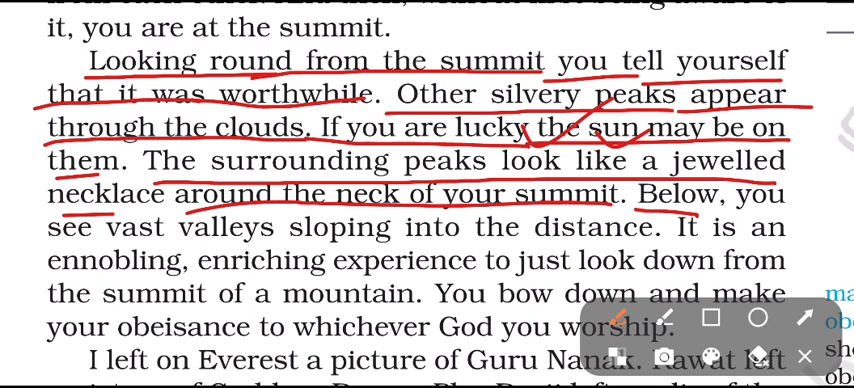 it, you are at the summit.
Looking round from the summit you tell yourself
that it was worthwhile. Other silvery peaks appear
through the clouds. If you are lucky the sun may be on
them. The surrounding peaks look like a jewelled
necklace around the neck of your summit. Below, you
see vast valleys sloping into the distance. It is an
ennobling, enriching experience to just look down from
the summit of a mountain. You bow down and make
your obeisance to whichever God you worship.
I left on Everest a picture of Guru Nanak. Rawat left
ma
obe
she
obe